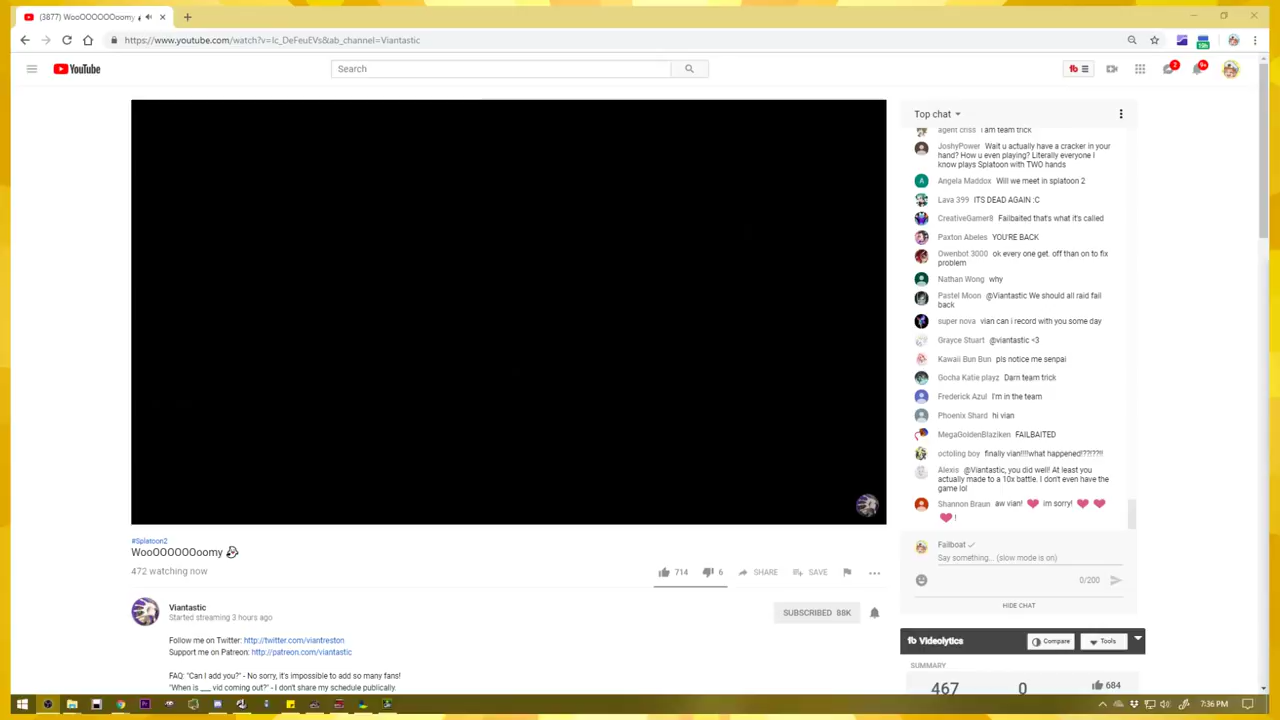 (3877) WooOOOOOOoomy
https://www.youtube.com/watch?v=Ic_DeFeuEVs&ab_channel=Viantastic
19h
YouTube
Search
fb
2
9+
Top chat
agent criss i am team trick
JoshyPower Wait u actually have a cracker in your
hand? How u even playing? Literally everyone I
know plays Splatoon with TWO hands
A Angela Maddox Will we meet in splatoon 2
Lava 399 ITS DEAD AGAIN :C
CreativeGamer8 Failbaited that's what it's called
Paxton Abeles YOU'RE BACK
Owenbot 3000 ok every one get. off than on to fix
problem
Nathan Wong why
Pastel Moon @Viantastic We should all raid fail
back
super nova vian can i record with you some day
Grayce Stuart @viantastic <3
Kawaii Bun Bun pls notice me senpai
Gocha Katie playz Darn team trick
Frederick Azul I'm in the team
Phoenix Shard hi vian
MegaGoldenBlaziken FAILBAITED
octoling boy finally vian!!!!what happened!??!??!!
Alexis @Viantastic, you did well! At least you
actually made to a 10x battle. I don't even have the
game lol
Shannon Braun aw vian! ❤ im sorry! ❤ ❤
❤ !
Failboat ✓
Say something... (slow mode is on)
0/200
HIDE CHAT
#Splatoon2
WooOOOOOOoomy
472 watching now
714 6 SHARE SAVE
Viantastic
Started streaming 3 hours ago
SUBSCRIBED 88K
Follow me on Twitter: http://twitter.com/viantreston
Support me on Patreon: http://patreon.com/viantastic
FAQ: "Can I add you?" - No sorry, it's impossible to add so many fans!
"When is ___ vid coming out?"- I don't share my schedule publically.
fb Videolytics Compare Tools
SUMMARY
467 0 684
7:36 PM